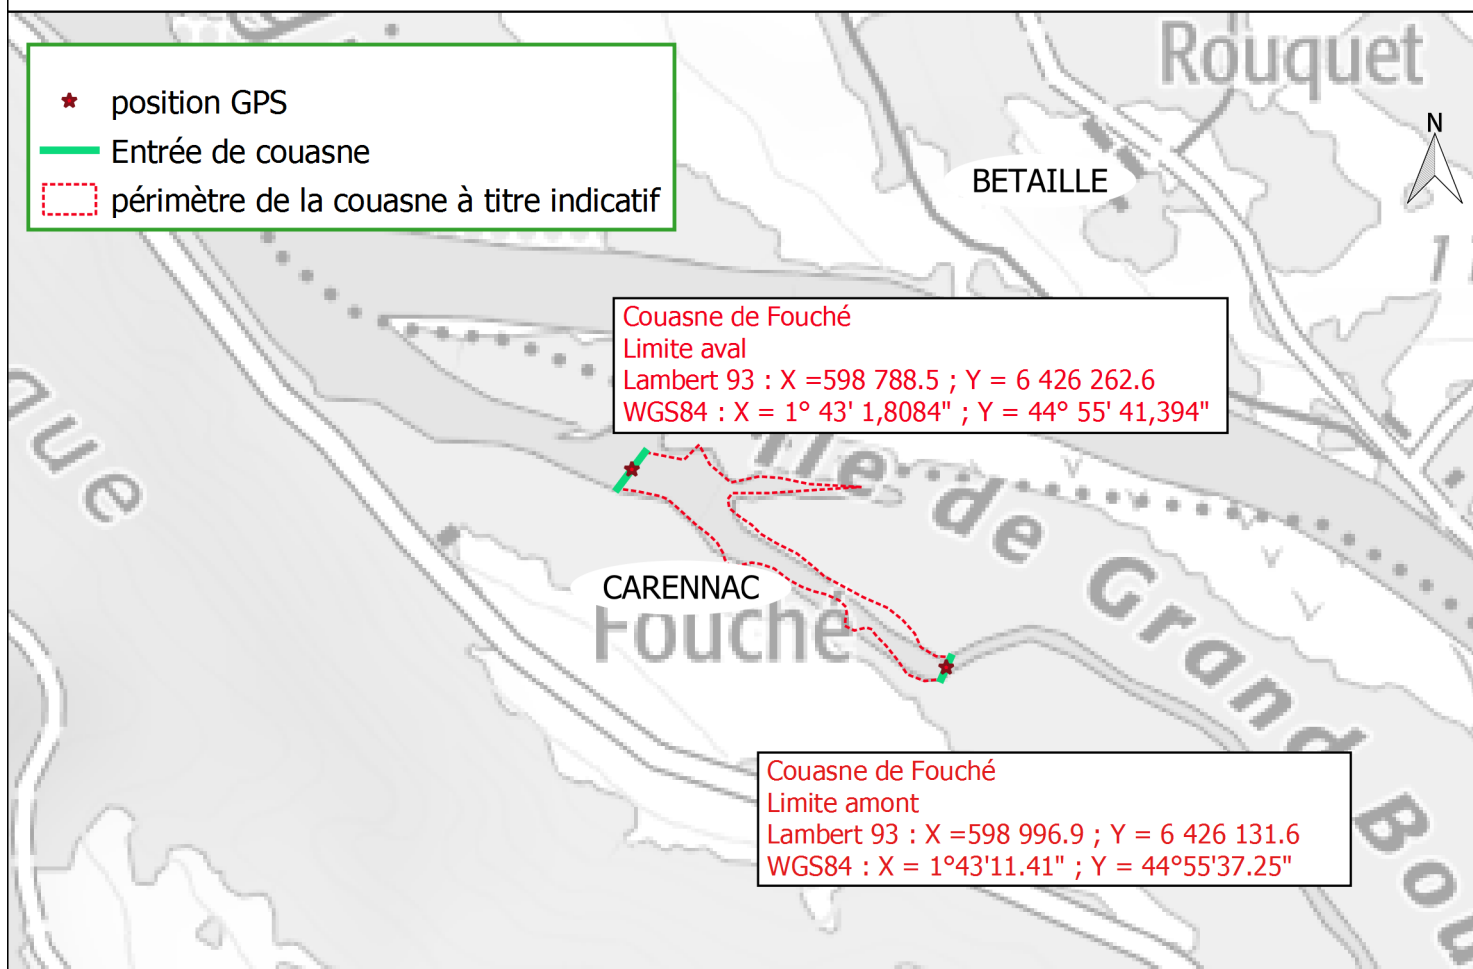 Rouquet
position GPS
Entrée de couasne
périmètre de la couasne à titre indicatif
N
BETAILLE
Couasne de Fouché
Limite aval
Lambert 93 : X =598 788.5 ; Y = 6 426 262.6
WGS84 : X = 1° 43' 1,8084" ; Y = 44° 55' 41,394"
que
Île de Grand Bou
CARENNAC
Fouché
Couasne de Fouché
Limite amont
Lambert 93 : X =598 996.9 ; Y = 6 426 131.6
WGS84 : X = 1°43'11.41" ; Y = 44°55'37.25"